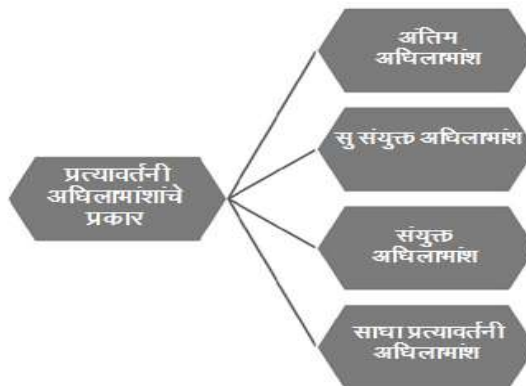 अंतिम
अधिलामांश
सु संयुक्त अधिलामांश
प्रत्यावर्तनी
अधिलामांशांचे
प्रकार
संयुक्त
अधिलामांश
साधा प्रत्यावर्तनी
अधिलामांश